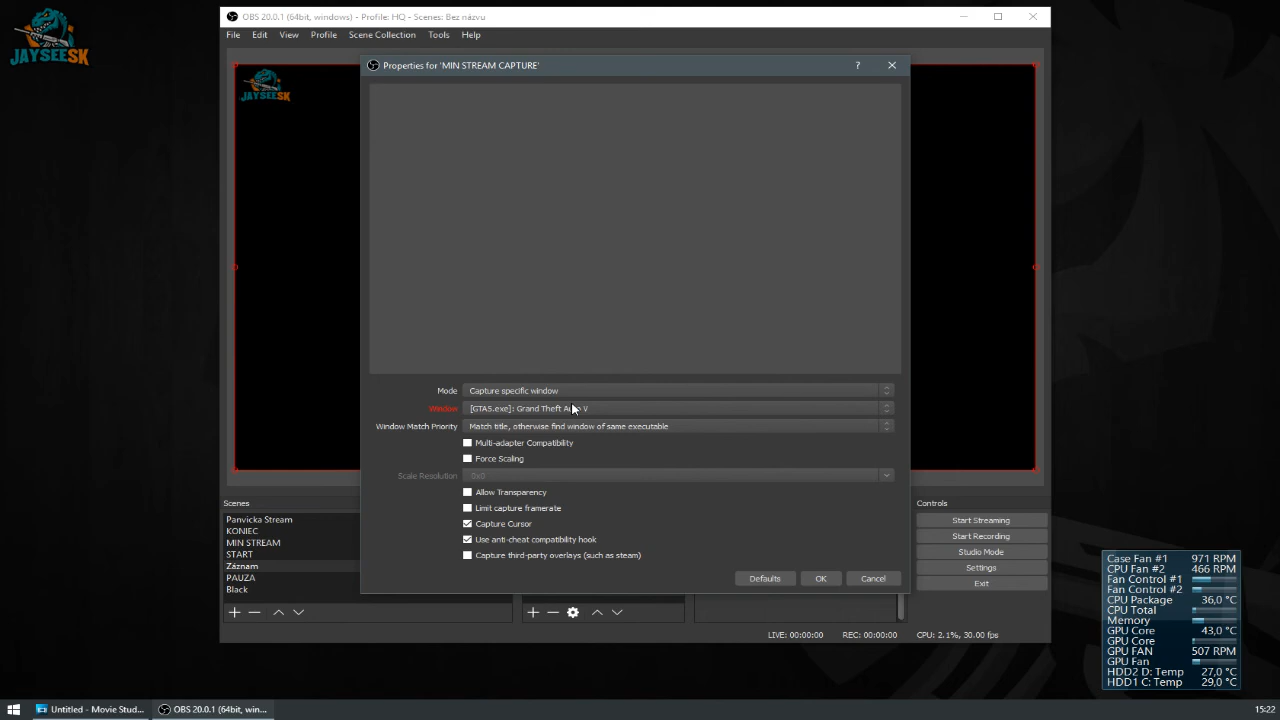 JAYSEESK
OBS 20.0.1 (64bit, windows) - Profile: HQ - Scenes: Bez názvu
File Edit View Profile Scene Collection Tools Help
Properties for 'MIN STREAM CAPTURE'
?
JAYSEESK
Mode Capture specific window
Window [GTA5.exe]: Grand Theft Auto V
Window Match Priority Match title, otherwise find window of same executable
Multi-adapter Compatibility
Force Scaling
Scale Resolution 0x0
Allow Transparency
Limit capture framerate
Capture Cursor
Use anti-cheat compatibility hook
Capture third-party overlays (such as steam)
Defaults OK Cancel
Scenes
Panvicka Stream
KONIEC
MIN STREAM
START
Záznam
PAUZA
Black
Controls
Start Streaming
Start Recording
Studio Mode
Settings
Exit
LIVE: 00:00:00 REC: 00:00:00 CPU: 2.1%, 30.00 fps
Case Fan #1 971 RPM
CPU Fan #2 466 RPM
Fan Control #1
Fan Control #2
CPU Package 36,0 °C
CPU Total
Memory
GPU Core 43,0 °C
GPU Core
GPU FAN 507 RPM
GPU Fan
HDD2 D: Temp 27,0 °C
HDD1 C: Temp 29,0 °C
Untitled - Movie Stud...
OBS 20.0.1 (64bit, win...
15:22